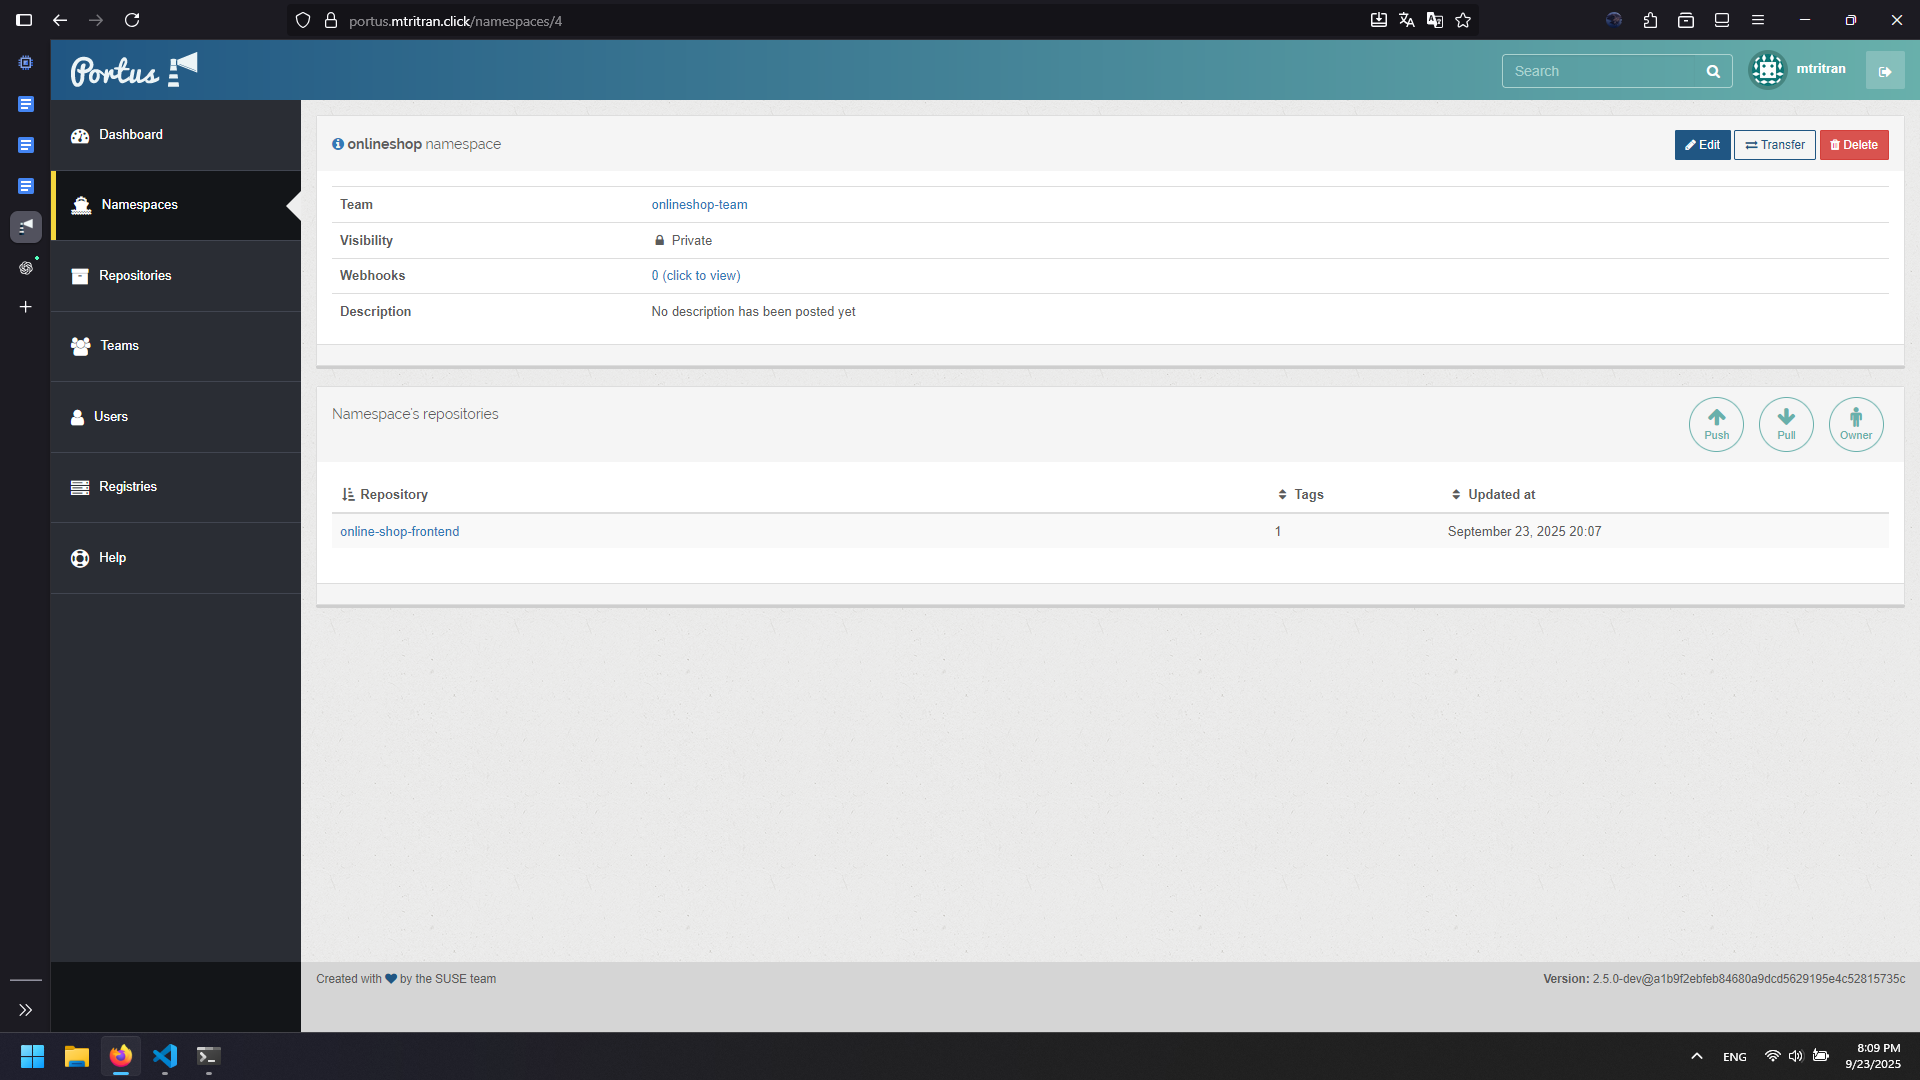 portus.mtritran.click/namespaces/4
Portus
Search
mtritran
Dashboard
Namespaces
Repositories
Teams
Users
Registries
Help
onlineshop namespace
Edit
Transfer
Delete
Team onlineshop-team
Visibility Private
Webhooks 0 (click to view)
Description No description has been posted yet
Namespace's repositories
Push
Pull
Owner
Repository Tags Updated at
online-shop-frontend 1 September 23, 2025 20:07
Created with by the SUSE team
Version: 2.5.0-dev@a1b9f2ebfeb84680a9dcd5629195e4c52815735c
ENG
8:09 PM
9/23/2025